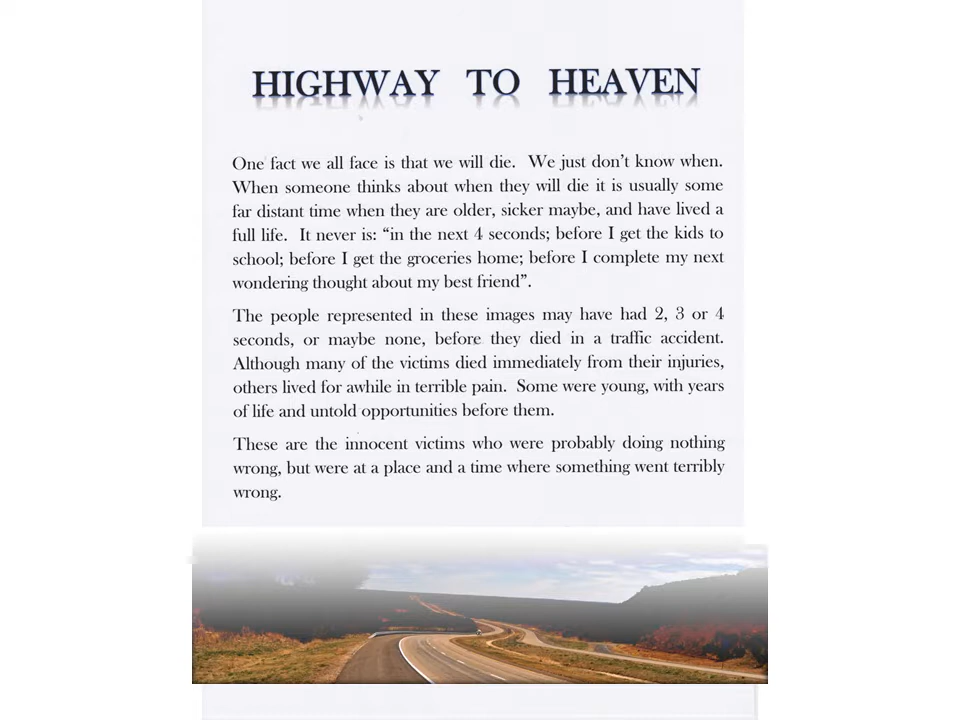 HIGHWAY TO HEAVEN
One fact we all face is that we will die. We just don't know when.
When someone thinks about when they will die it is usually some
far distant time when they are older, sicker maybe, and have lived a
full life. It never is: “in the next 4 seconds; before I get the kids to
school; before I get the groceries home; before I complete my next
wondering thought about my best friend”.
The people represented in these images may have had 2, 3 or 4
seconds, or maybe none, before they died in a traffic accident.
Although many of the victims died immediately from their injuries,
others lived for awhile in terrible pain. Some were young, with years
of life and untold opportunities before them.
These are the innocent victims who were probably doing nothing
wrong, but were at a place and a time where something went terribly
wrong.